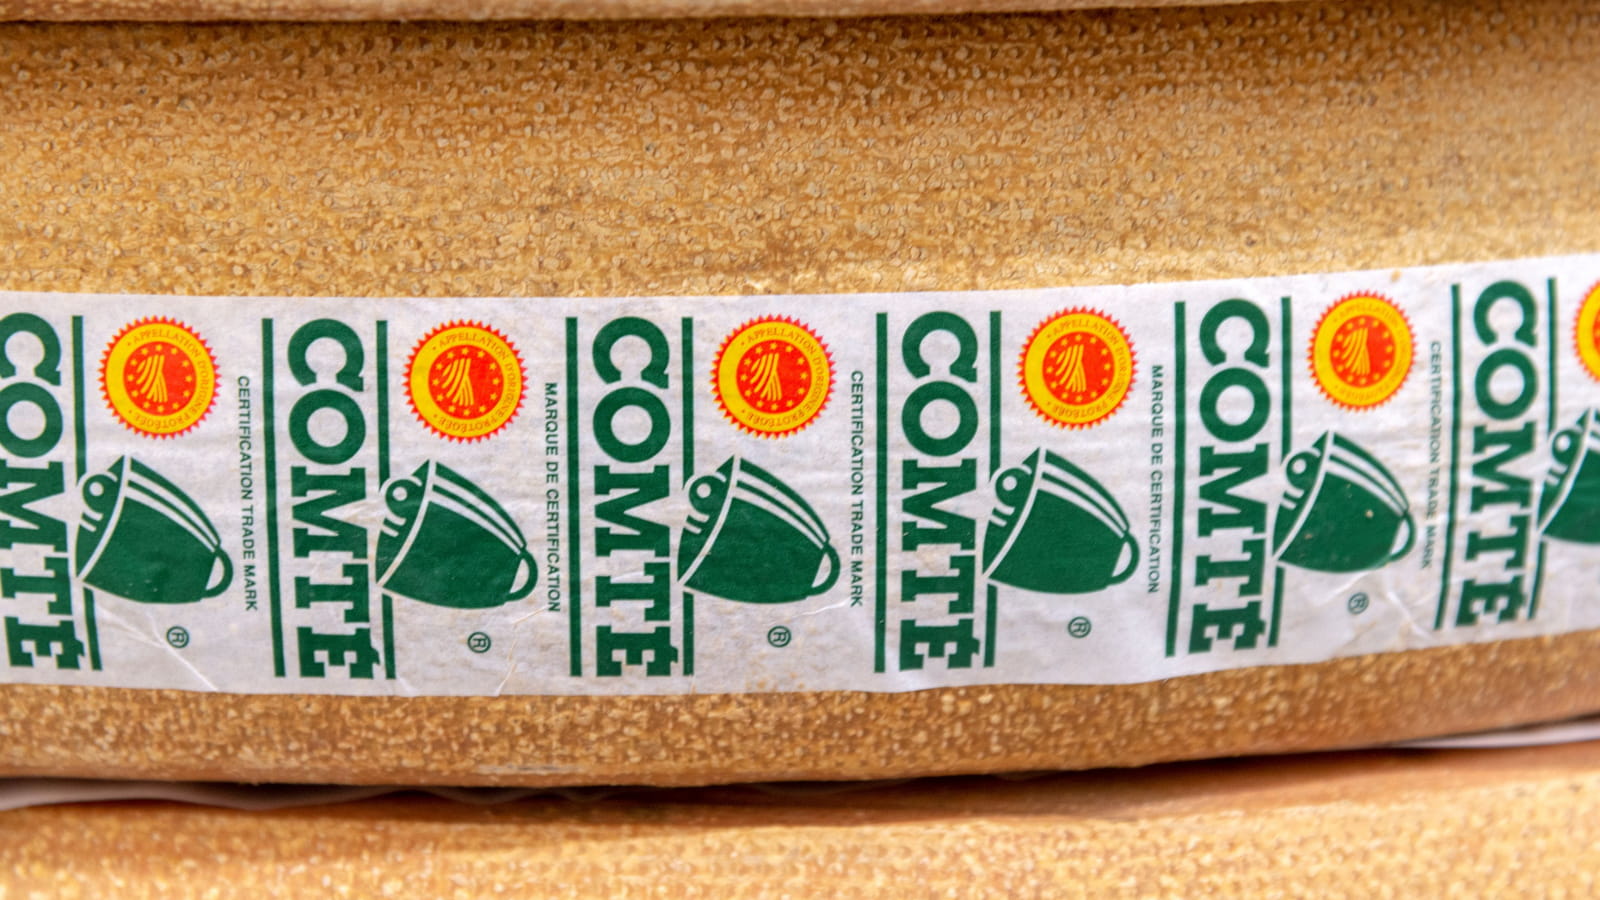 COMTÉ
APPELLATION D'ORIGINE PROTÉGÉE
®
CERTIFICATION TRADE MARK
COMTÉ
APPELLATION D'ORIGINE PROTÉGÉE
®
MARQUE DE CERTIFICATION
COMTÉ
APPELLATION D'ORIGINE PROTÉGÉE
®
CERTIFICATION TRADE MARK
COMTÉ
APPELLATION D'ORIGINE PROTÉGÉE
®
MARQUE DE CERTIFICATION
COMTÉ
APPELLATION D'ORIGINE PROTÉGÉE
®
CERTIFICATION TRADE MARK
COMTÉ